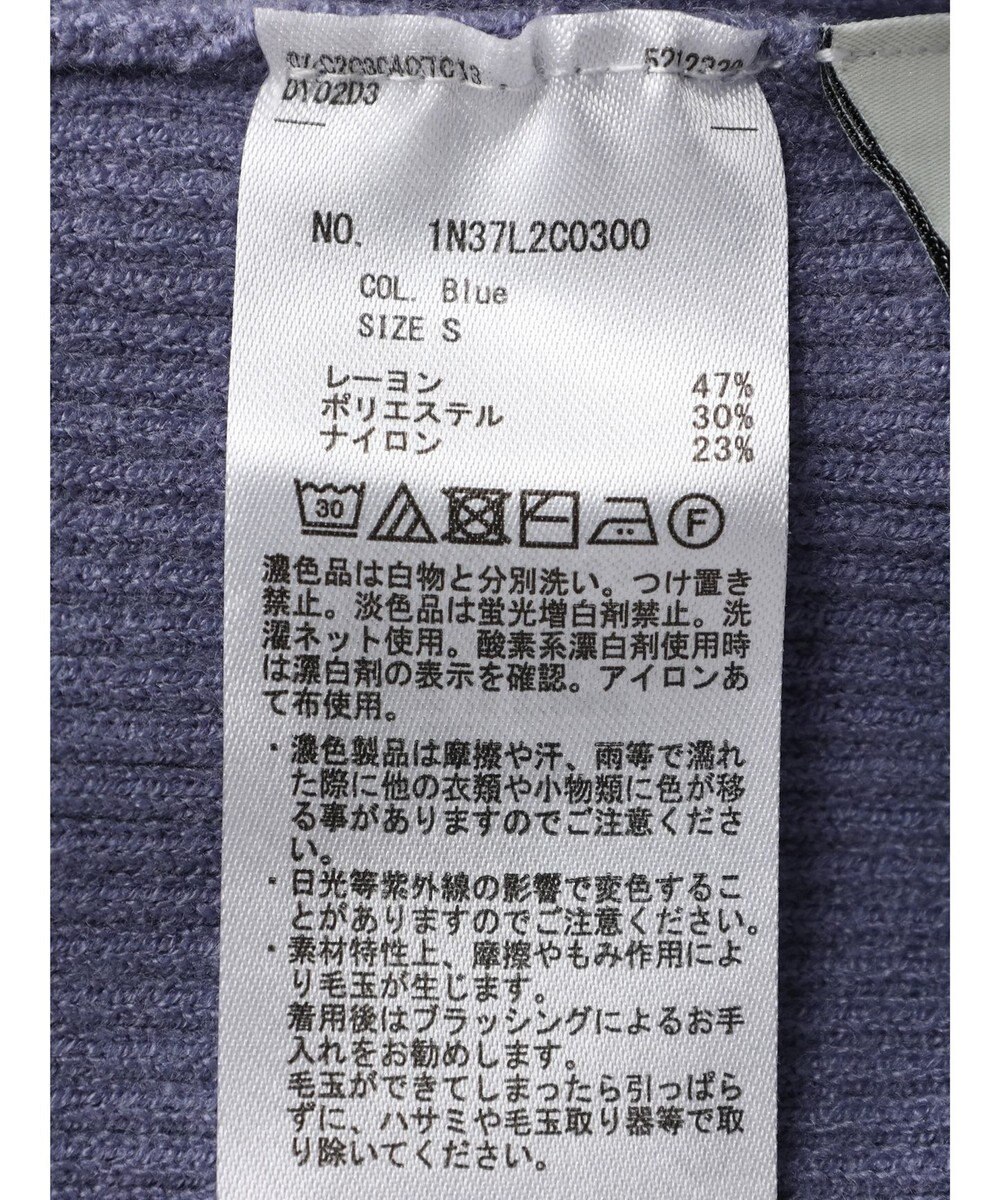 DY02D3
NO. 1N37L2C0300
COL. Blue
SIZE S
レーヨン 47%
ポリエステル 30%
ナイロン 23%
30 F
濃色品は白物と分別洗い。つけ置き
禁止。淡色品は蛍光増白剤禁止。洗
濯ネット使用。酸素系漂白剤使用時
は漂白剤の表示を確認。アイロンあ
て布使用。
・濃色製品は摩擦や汗、雨等で濡れ
た際に他の衣類や小物類に色が移
る事がありますのでご注意くださ
い。
・日光等紫外線の影響で変色するこ
とがありますのでご注意ください。
・素材特性上、摩擦やもみ作用によ
り毛玉が生じます。
着用後はブラッシングによるお手
入れをお勧めします。
毛玉ができてしまったら引っぱら
ずに、ハサミや毛玉取り器等で取
り除いてください。